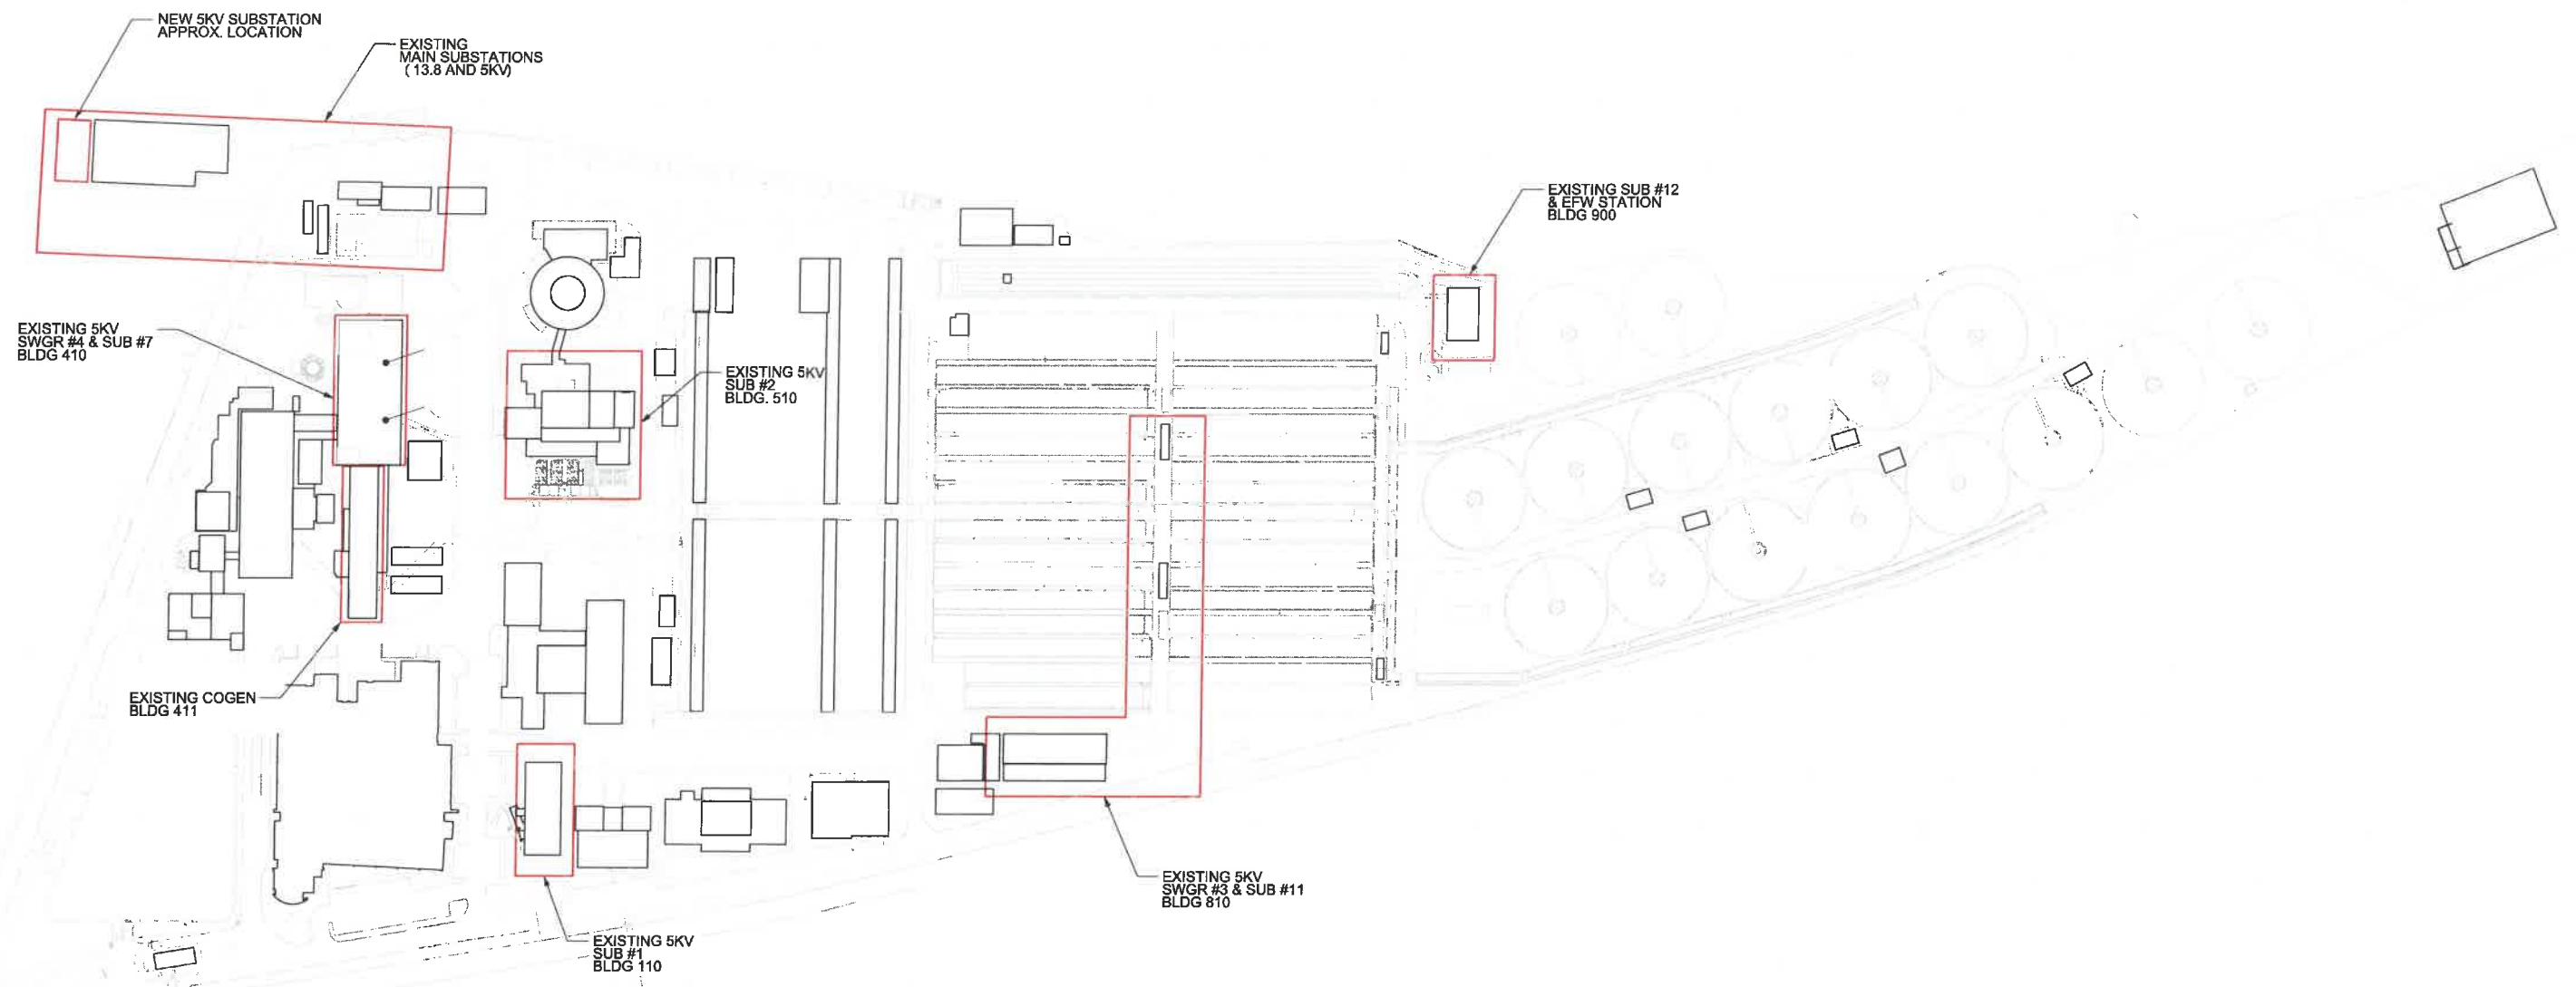 NEW 5KV SUBSTATION
APPROX. LOCATION
EXISTING
MAIN SUBSTATIONS
( 13.8 AND 5KV)
EXISTING SUB #12
& EFW STATION
BLDG 900
EXISTING 5KV
SWGR #4 & SUB #7
BLDG 410
EXISTING 5KV
SUB #2
BLDG. 510
EXISTING COGEN
BLDG 411
EXISTING 5KV
SWGR #3 & SUB #11
BLDG 810
EXISTING 5KV
SUB #1
BLDG 110